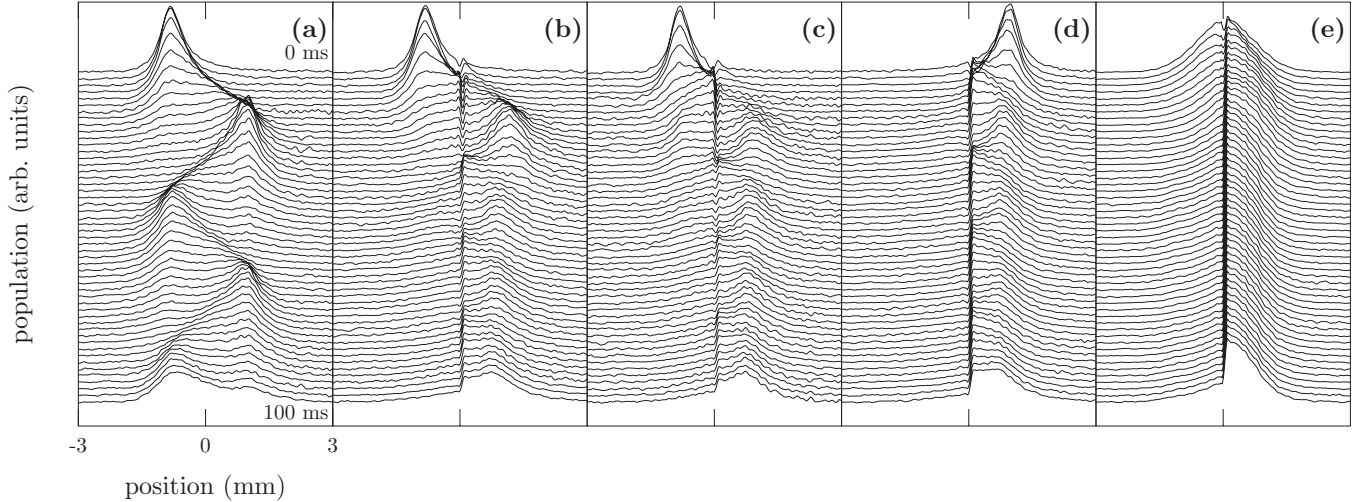 (a) (b) (c) (d) (e)
0 ms
population (arb. units)
100 ms
-3 0 3
position (mm)